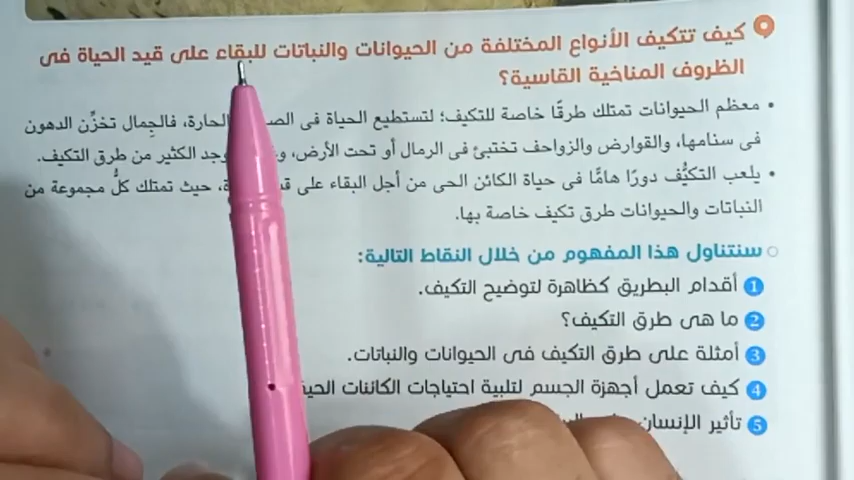 كيف تتكيف الأنواع المختلفة من الحيوانات والنباتات للبقاء على قيد الحياة فى
الظروف المناخية القاسية؟
• معظم الحيوانات تمتلك طرقًا خاصة للتكيف؛ لتستطيع الحياة فى الحارة، فالجِمال تخزِّن الدهون
فى سنامها، والقوارض والزواحف تختبئ فى الرمال أو تحت الأرض، الكثير من طرق التكيف.
• يلعب التكيُّف دورًا هامًّا فى حياة الكائن الحى من أجل البقاء على حيث تمتلك كلُّ مجموعة من
النباتات والحيوانات طرق تكيف خاصة بها.
سنتناول هذا المفهوم من خلال النقاط التالية:
1 أقدام البطريق كظاهرة لتوضيح التكيف.
2 ما هى طرق التكيف؟
3 أمثلة على طرق التكيف فى الحيوانات والنباتات.
4 كيف تعمل أجهزة الجسم لتلبية احتياجات الكائنات
5 تأثير الإنسان